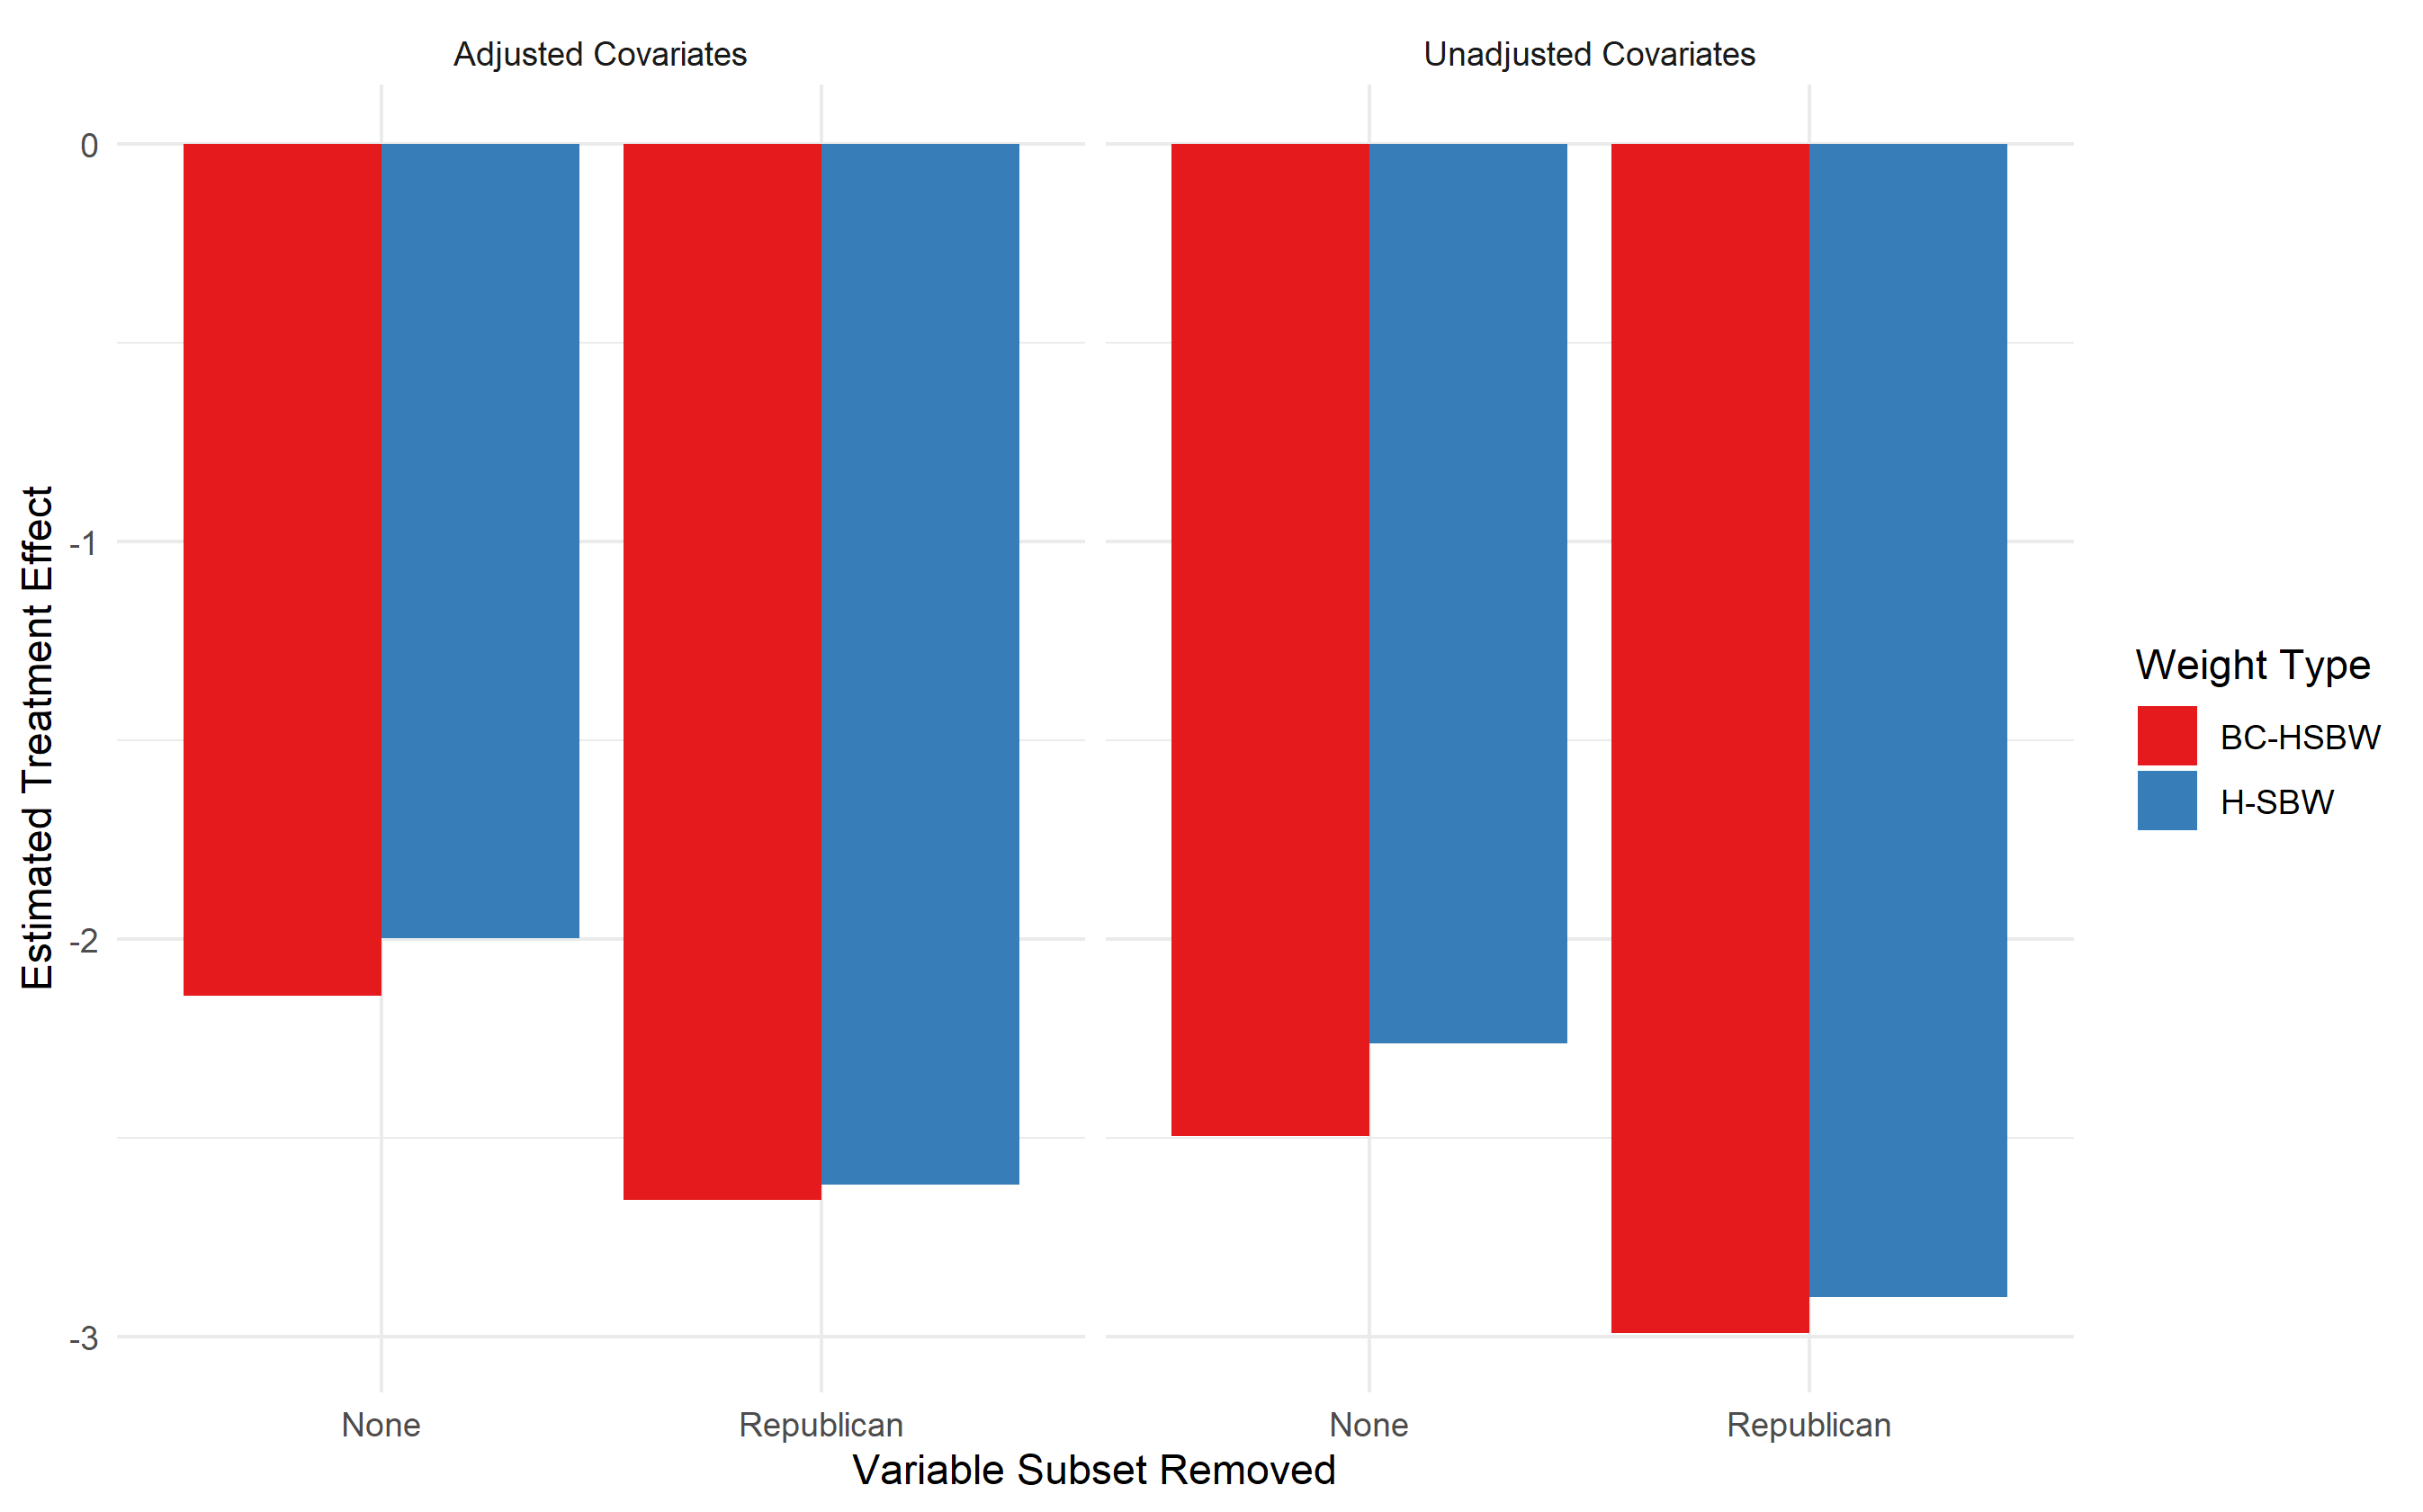 Adjusted Covariates
Unadjusted Covariates
0
-1
-2
-3
Estimated Treatment Effect
None
Republican
None
Republican
Variable Subset Removed
Weight Type
BC-HSBW
H-SBW